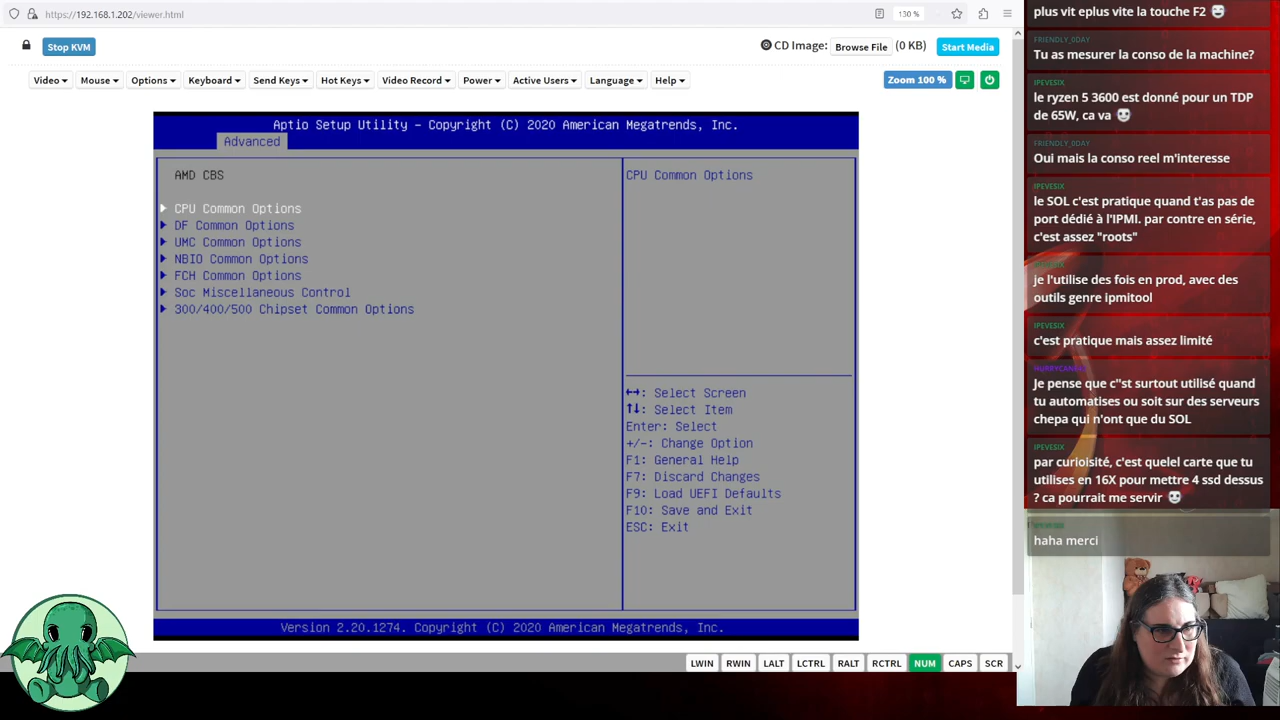 https://192.168.1.202/viewer.html
130 %
Stop KVM
CD Image:
Browse File
(0 KB)
Start Media
Video
Mouse
Options
Keyboard
Send Keys
Hot Keys
Video Record
Power
Active Users
Language
Help
Zoom 100 %
Aptio Setup Utility – Copyright (C) 2020 American Megatrends, Inc.
Advanced
AMD CBS
CPU Common Options
DF Common Options
UMC Common Options
NBIO Common Options
FCH Common Options
Soc Miscellaneous Control
300/400/500 Chipset Common Options
CPU Common Options
↔: Select Screen
↑↓: Select Item
Enter: Select
+/–: Change Option
F1: General Help
F7: Discard Changes
F9: Load UEFI Defaults
F10: Save and Exit
ESC: Exit
Version 2.20.1274. Copyright (C) 2020 American Megatrends, Inc.
LWIN
RWIN
LALT
LCTRL
RALT
RCTRL
NUM
CAPS
SCR
plus vit eplus vite la touche F2
FRIENDLY_0DAY
Tu as mesurer la conso de la machine?
IPEVESIX
le ryzen 5 3600 est donné pour un TDP
de 65W, ca va
FRIENDLY_0DAY
Oui mais la conso reel m'interesse
IPEVESIX
le SOL c'est pratique quand t'as pas de
port dédié à l'IPMI. par contre en série,
c'est assez "roots"
IPEVESIX
je l'utilise des fois en prod, avec des
outils genre ipmitool
IPEVESIX
c'est pratique mais assez limité
Je pense que c"st surtout utilisé quand
tu automatises ou soit sur des serveurs
chepa qui n'ont que du SOL
IPEVESIX
par curioisité, c'est quelel carte que tu
utilises en 16X pour mettre 4 ssd dessus
? ca pourrait me servir
IPEVESIX
haha merci